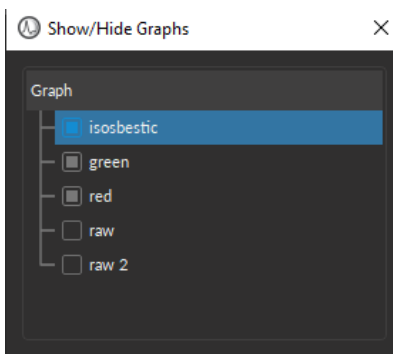 Show/Hide Graphs
Graph
isosbestic
green
red
raw
raw 2